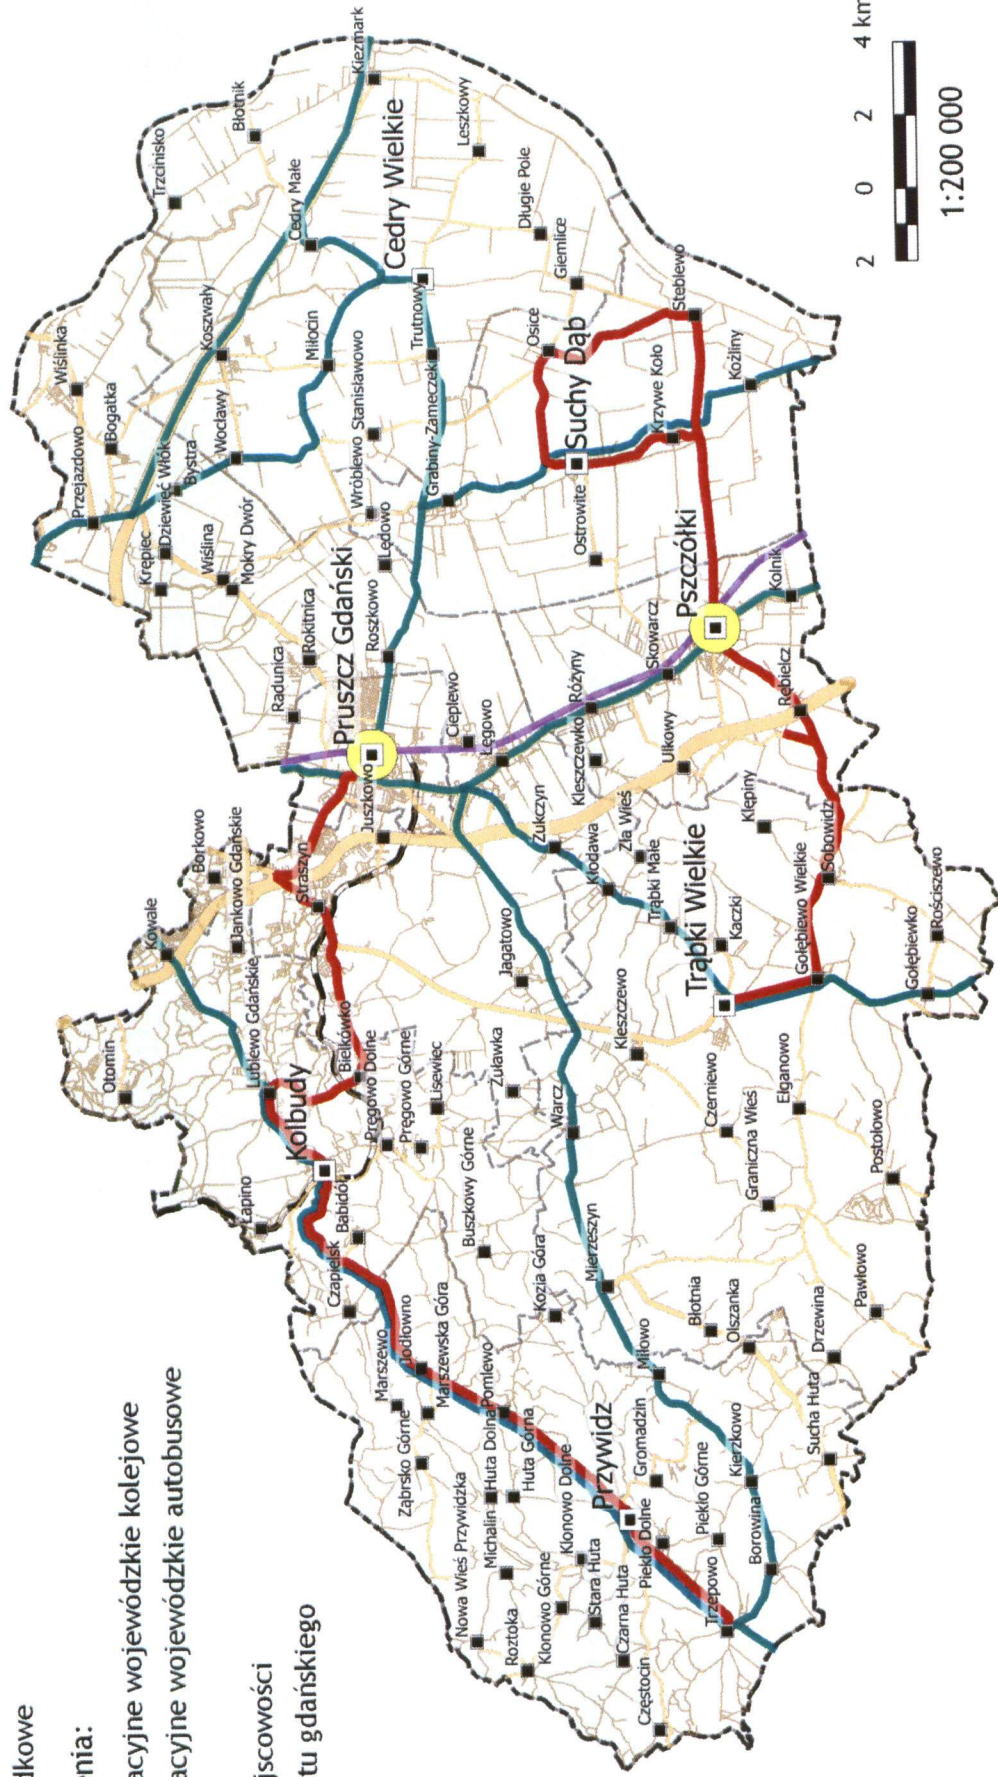 dkowe
nia:
acyjne wojewódzkie kolejowe
acyjne wojewódzkie autobusowe
jscowości
tu gdańskiego
Częstocin
Czarna Huta
Stara Huta
Klonowo Górne
Roztoka
Nowa Wieś Przywidzka
Michalin
Huta Dolna
Huta Górna
Klonowo Dolne
Piekło Dolne
Trzepowo
Piekło Górne
Borowina
Przywidz
Gromadzin
Kierzkowo
Sucha Huta
Drzewina
Olszanka
Błotnia
Miłowo
Pomlewo
Ząbrsko Górne
Marszewska Góra
Marszewo
Jodłowno
Czapielsk
Łapino
Babidół
Kolbudy
Kozia Góra
Buszkowy Górne
Mierzeszyn
Pawłowo
Postołowo
Graniczna Wieś
Ełganowo
Czerniewo
Warcz
Żuławka
Lisewiec
Pręgowo Górne
Pręgowo Dolne
Bielkówko
Lublewo Gdańskie
Otomin
Kowale
Jankowo Gdańskie
Borkowo
Straszyn
Juszkowo
Jagatowo
Kleszczewo
Trąbki Wielkie
Kaczki
Trąbki Małe
Kłodawa
Zła Wieś
Żukczyn
Gołębiewo Wielkie
Gołębiewko
Rościszewo
Sobowidz
Klępiny
Ulkowy
Kleszczewko
Różyny
Rębielcz
Skowarcz
Pszczółki
Kolnik
Łęgowo
Cieplewo
Pruszcz Gdański
Radunica
Rokitnica
Roszkowo
Lędowo
Wiślina
Mokry Dwór
Krępiec
Dziewięć Włók
Bystra
Przejazdowo
Bogatka
Wiślinka
Wocławy
Koszwały
Miłocin
Wróblewo
Stanisławowo
Grabiny-Zameczek
Trutnowy
Cedry Wielkie
Cedry Małe
Trzcinisko
Błotnik
Kiezmark
Leszkowy
Długie Pole
Giemlice
Osice
Suchy Dąb
Ostrowite
Krzywe Koło
Steblewo
Koźliny
2 0 2 4 km
1:200 000